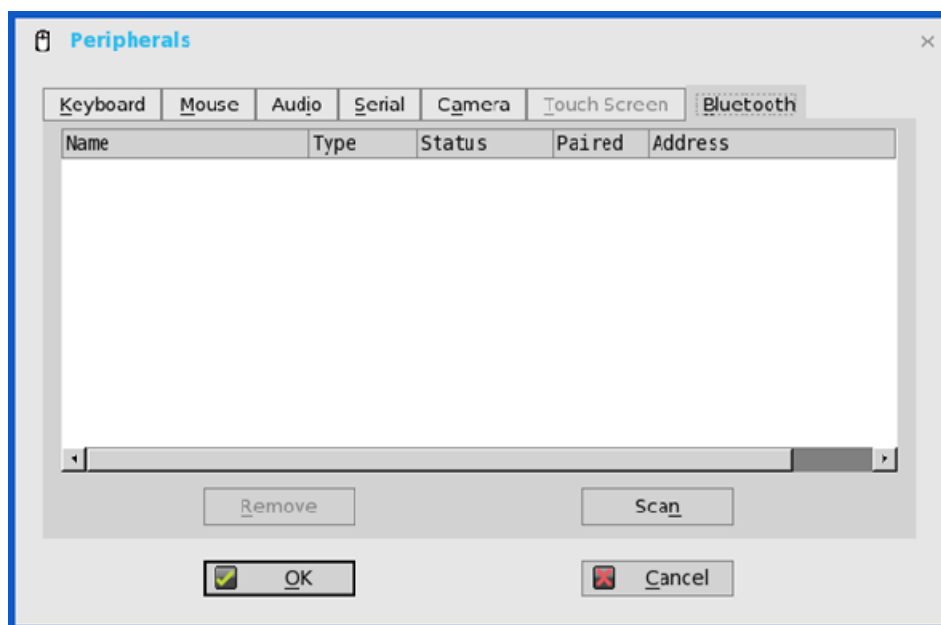 Peripherals
Keyboard Mouse Audio Serial Camera Touch Screen Bluetooth
Name Type Status Paired Address
Remove Scan
OK Cancel